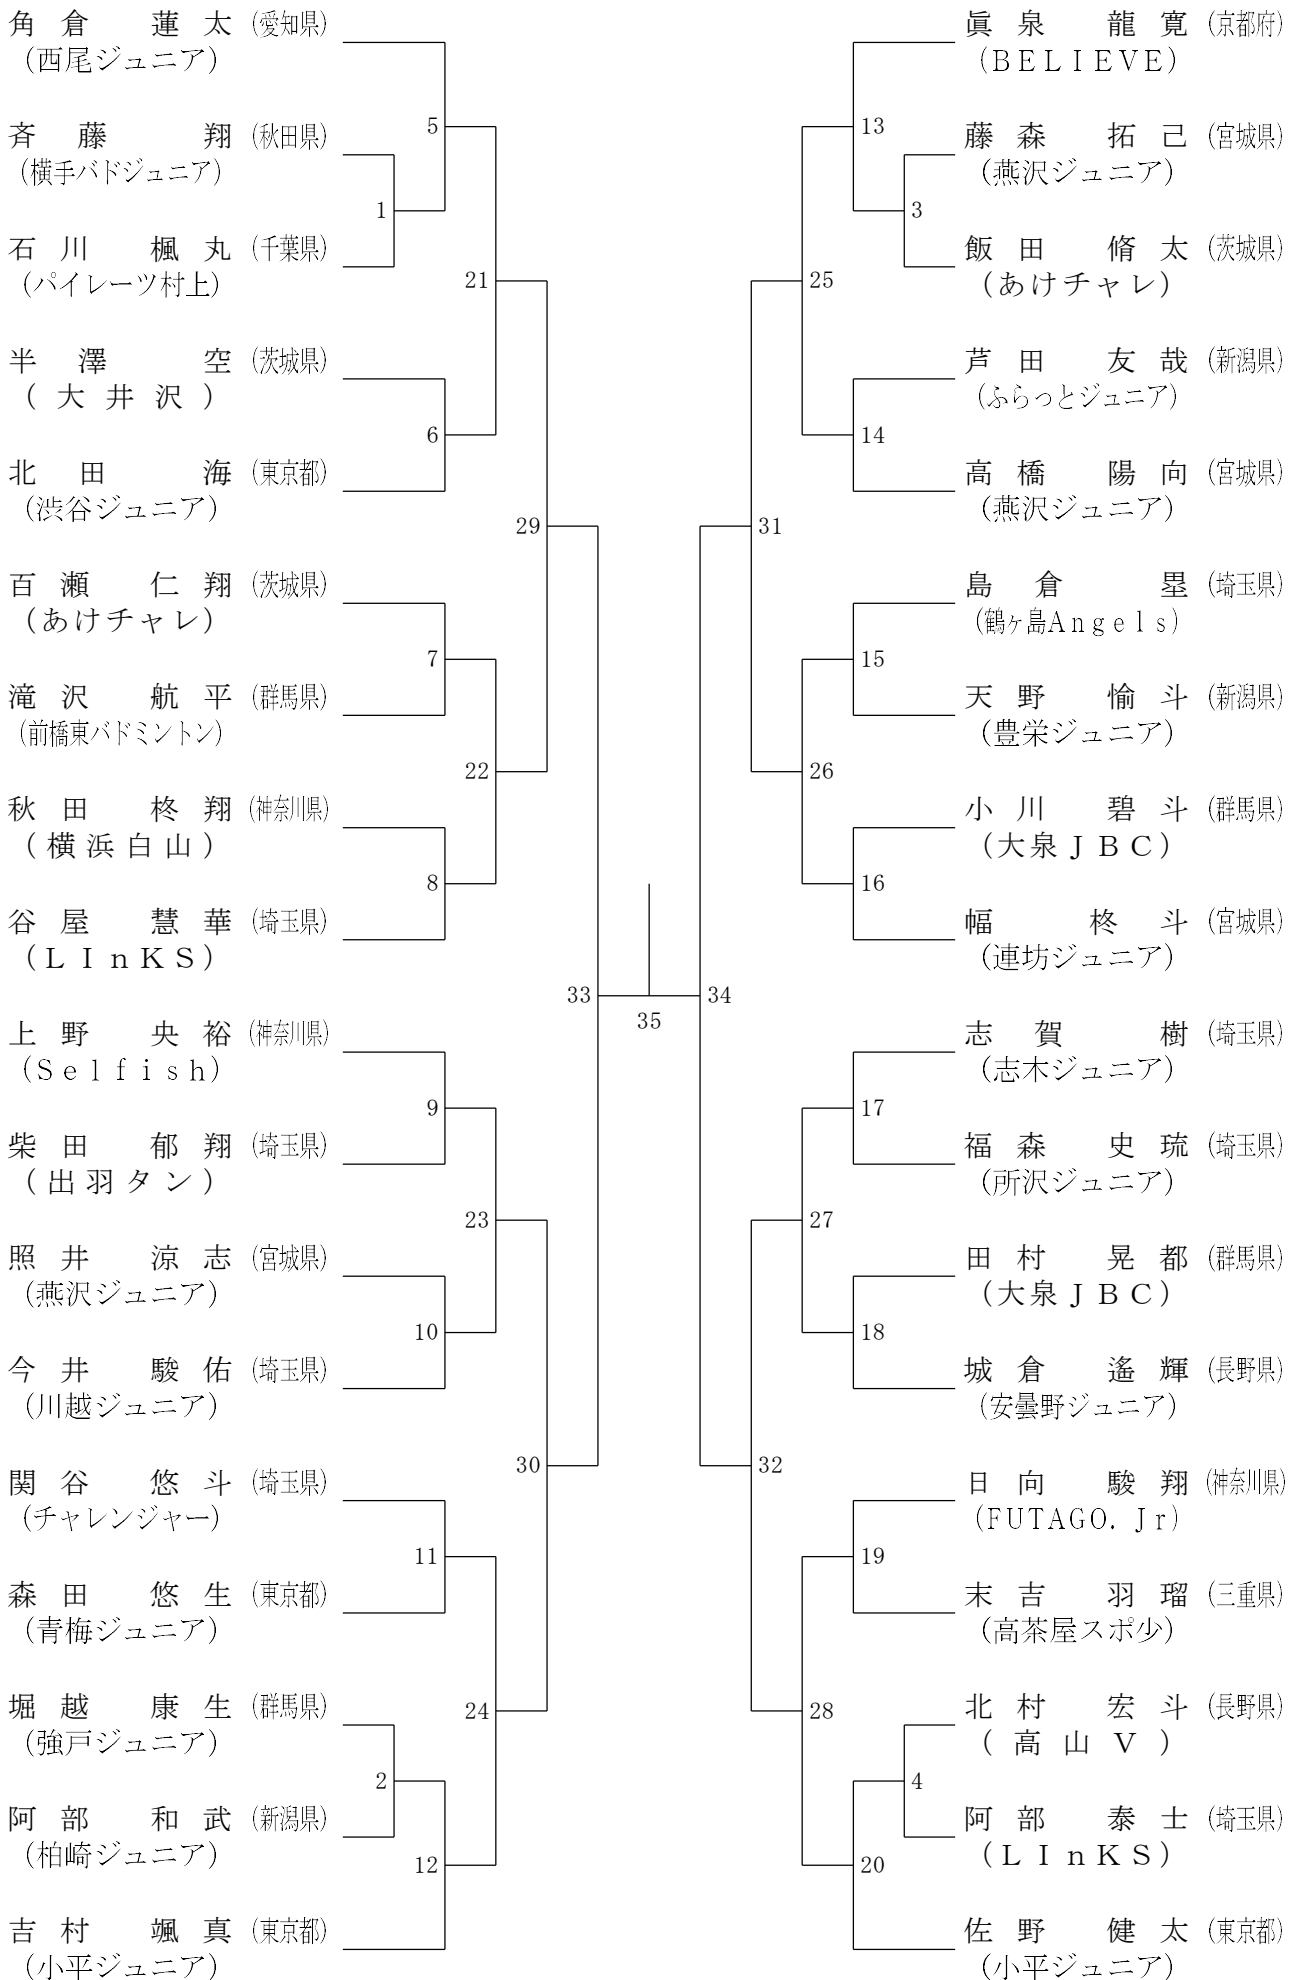 角倉 蓮太 (愛知県)
(西尾ジュニア)
斉藤 翔 (秋田県)
(横手バドジュニア)
石川 楓丸 (千葉県)
(パイレーツ村上)
半澤 空 (茨城県)
(大井沢)
北田 海 (東京都)
(渋谷ジュニア)
百瀬 仁翔 (茨城県)
(あけチャレ)
滝沢 航平 (群馬県)
(前橋東バドミントン)
秋田 柊翔 (神奈川県)
(横浜白山)
谷屋 慧華 (埼玉県)
(LInKS)
上野 央裕 (神奈川県)
(Selfish)
柴田 郁翔 (埼玉県)
(出羽タン)
照井 涼志 (宮城県)
(燕沢ジュニア)
今井 駿佑 (埼玉県)
(川越ジュニア)
関谷 悠斗 (埼玉県)
(チャレンジャー)
森田 悠生 (東京都)
(青梅ジュニア)
堀越 康生 (群馬県)
(強戸ジュニア)
阿部 和武 (新潟県)
(柏崎ジュニア)
吉村 颯真 (東京都)
(小平ジュニア)
1
2
5
6
7
8
9
10
11
12
21
22
23
24
29
30
33
35
34
31
32
25
26
27
28
13
14
15
16
17
18
19
20
3
4
眞泉 龍寛 (京都府)
(BELIEVE)
藤森 拓己 (宮城県)
(燕沢ジュニア)
飯田 脩太 (茨城県)
(あけチャレ)
芦田 友哉 (新潟県)
(ふらっとジュニア)
高橋 陽向 (宮城県)
(燕沢ジュニア)
島倉 塁 (埼玉県)
(鶴ヶ島Angels)
天野 愉斗 (新潟県)
(豊栄ジュニア)
小川 碧斗 (群馬県)
(大泉JBC)
幅 柊斗 (宮城県)
(連坊ジュニア)
志賀 樹 (埼玉県)
(志木ジュニア)
福森 史琉 (埼玉県)
(所沢ジュニア)
田村 晃都 (群馬県)
(大泉JBC)
城倉 遙輝 (長野県)
(安曇野ジュニア)
日向 駿翔 (神奈川県)
(FUTAGO. Jr)
末吉 羽瑠 (三重県)
(高茶屋スポ少)
北村 宏斗 (長野県)
(高山V)
阿部 泰士 (埼玉県)
(LInKS)
佐野 健太 (東京都)
(小平ジュニア)